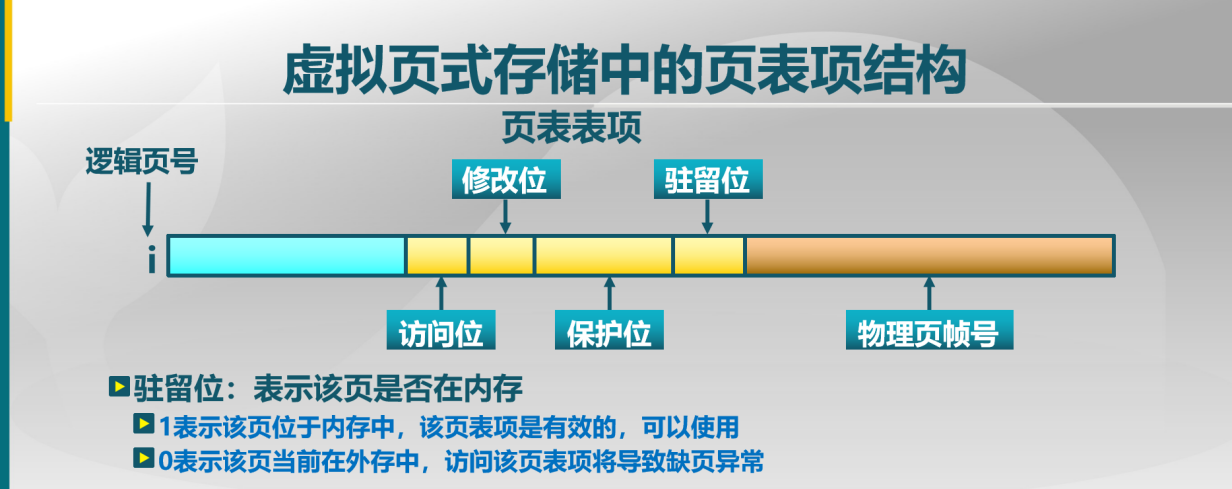 虚拟页式存储中的页表项结构
页表表项
逻辑页号
修改位
驻留位
i
访问位
保护位
物理页帧号
驻留位：表示该页是否在内存
1表示该页位于内存中，该页表项是有效的，可以使用
0表示该页当前在外存中，访问该页表项将导致缺页异常